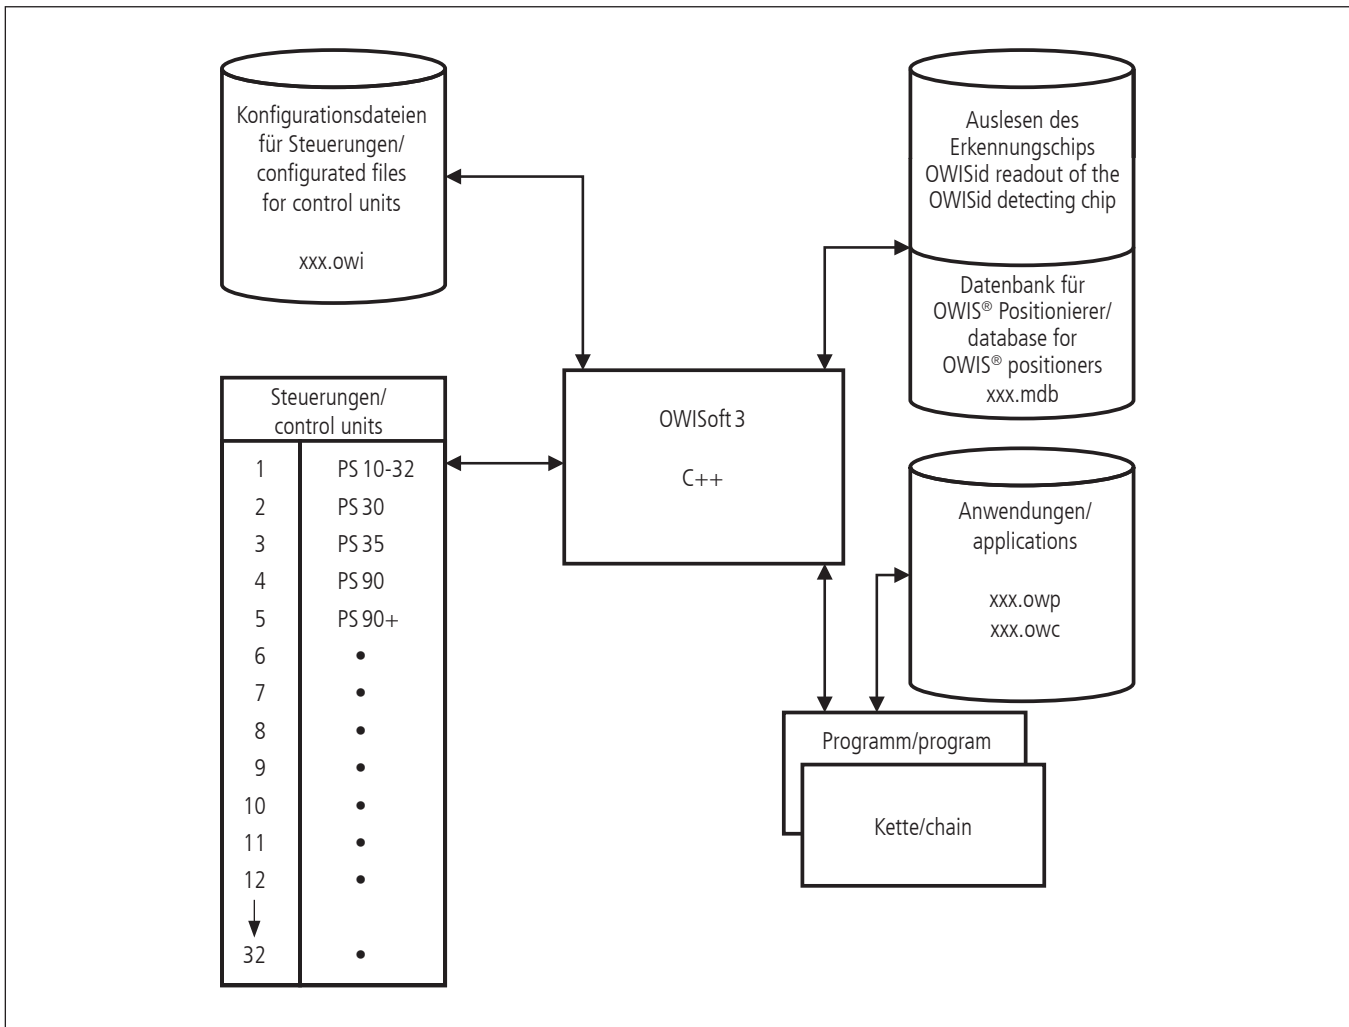 Konfigurationsdateien
für Steuerungen/
configurated files
for control units
xxx.owi
Auslesen des
Erkennungschips
OWISid readout of the
OWISid detecting chip
Datenbank für
OWIS® Positionierer/
database for
OWIS® positioners
xxx.mdb
Steuerungen/
control units
1 PS 10-32
2 PS 30
3 PS 35
4 PS 90
5 PS 90+
6 •
7 •
8 •
9 •
10 •
11 •
12 •
32 •
OWISoft 3
C++
Anwendungen/
applications
xxx.owp
xxx.owc
Programm/program
Kette/chain